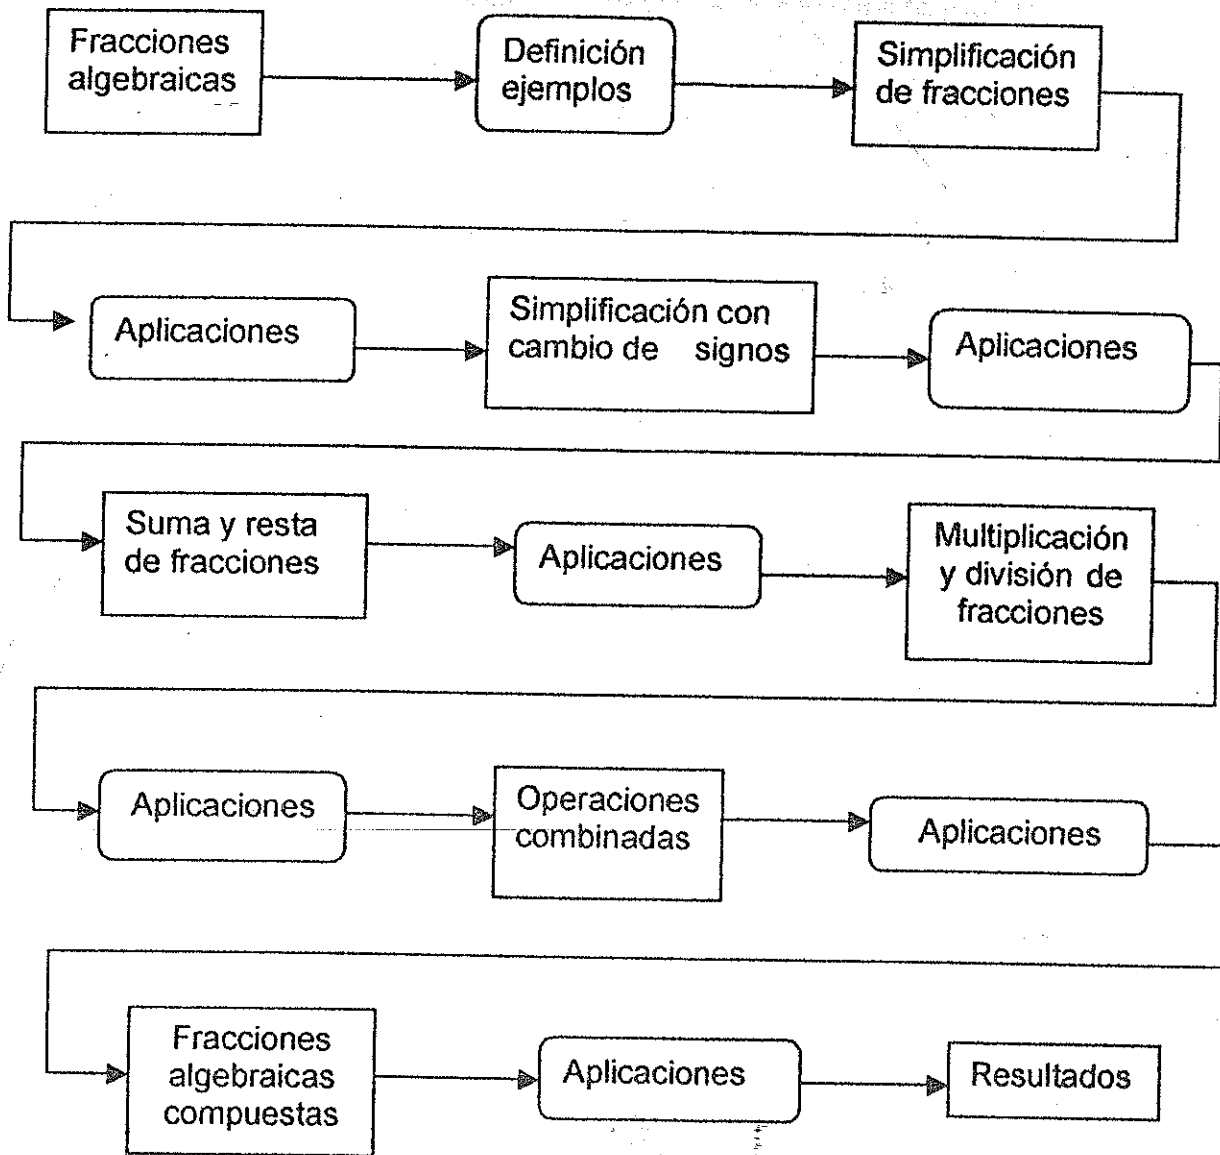 Fracciones
algebraicas
Definición
ejemplos
Simplificación
de fracciones
Aplicaciones
Simplificación con
cambio de signos
Aplicaciones
Suma y resta
de fracciones
Aplicaciones
Multiplicación
y división de
fracciones
Aplicaciones
Operaciones
combinadas
Aplicaciones
Fracciones
algebraicas
compuestas
Aplicaciones
Resultados